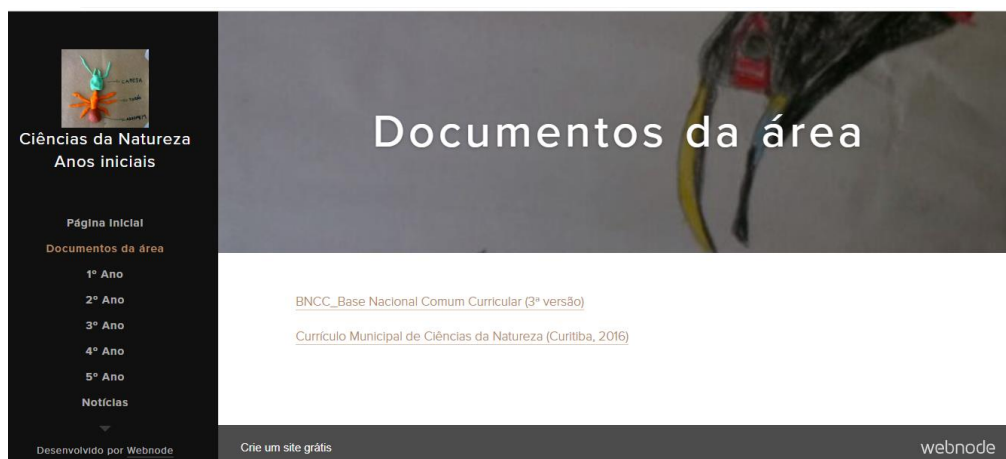 Ciências da Natureza
Anos iniciais
Página Inicial
Documentos da área
1º Ano
2º Ano
3º Ano
4º Ano
5º Ano
Notícias
Desenvolvido por Webnode
Documentos da área
BNCC_Base Nacional Comum Curricular (3ª versão)
Currículo Municipal de Ciências da Natureza (Curitiba, 2016)
Crie um site grátis
webnode